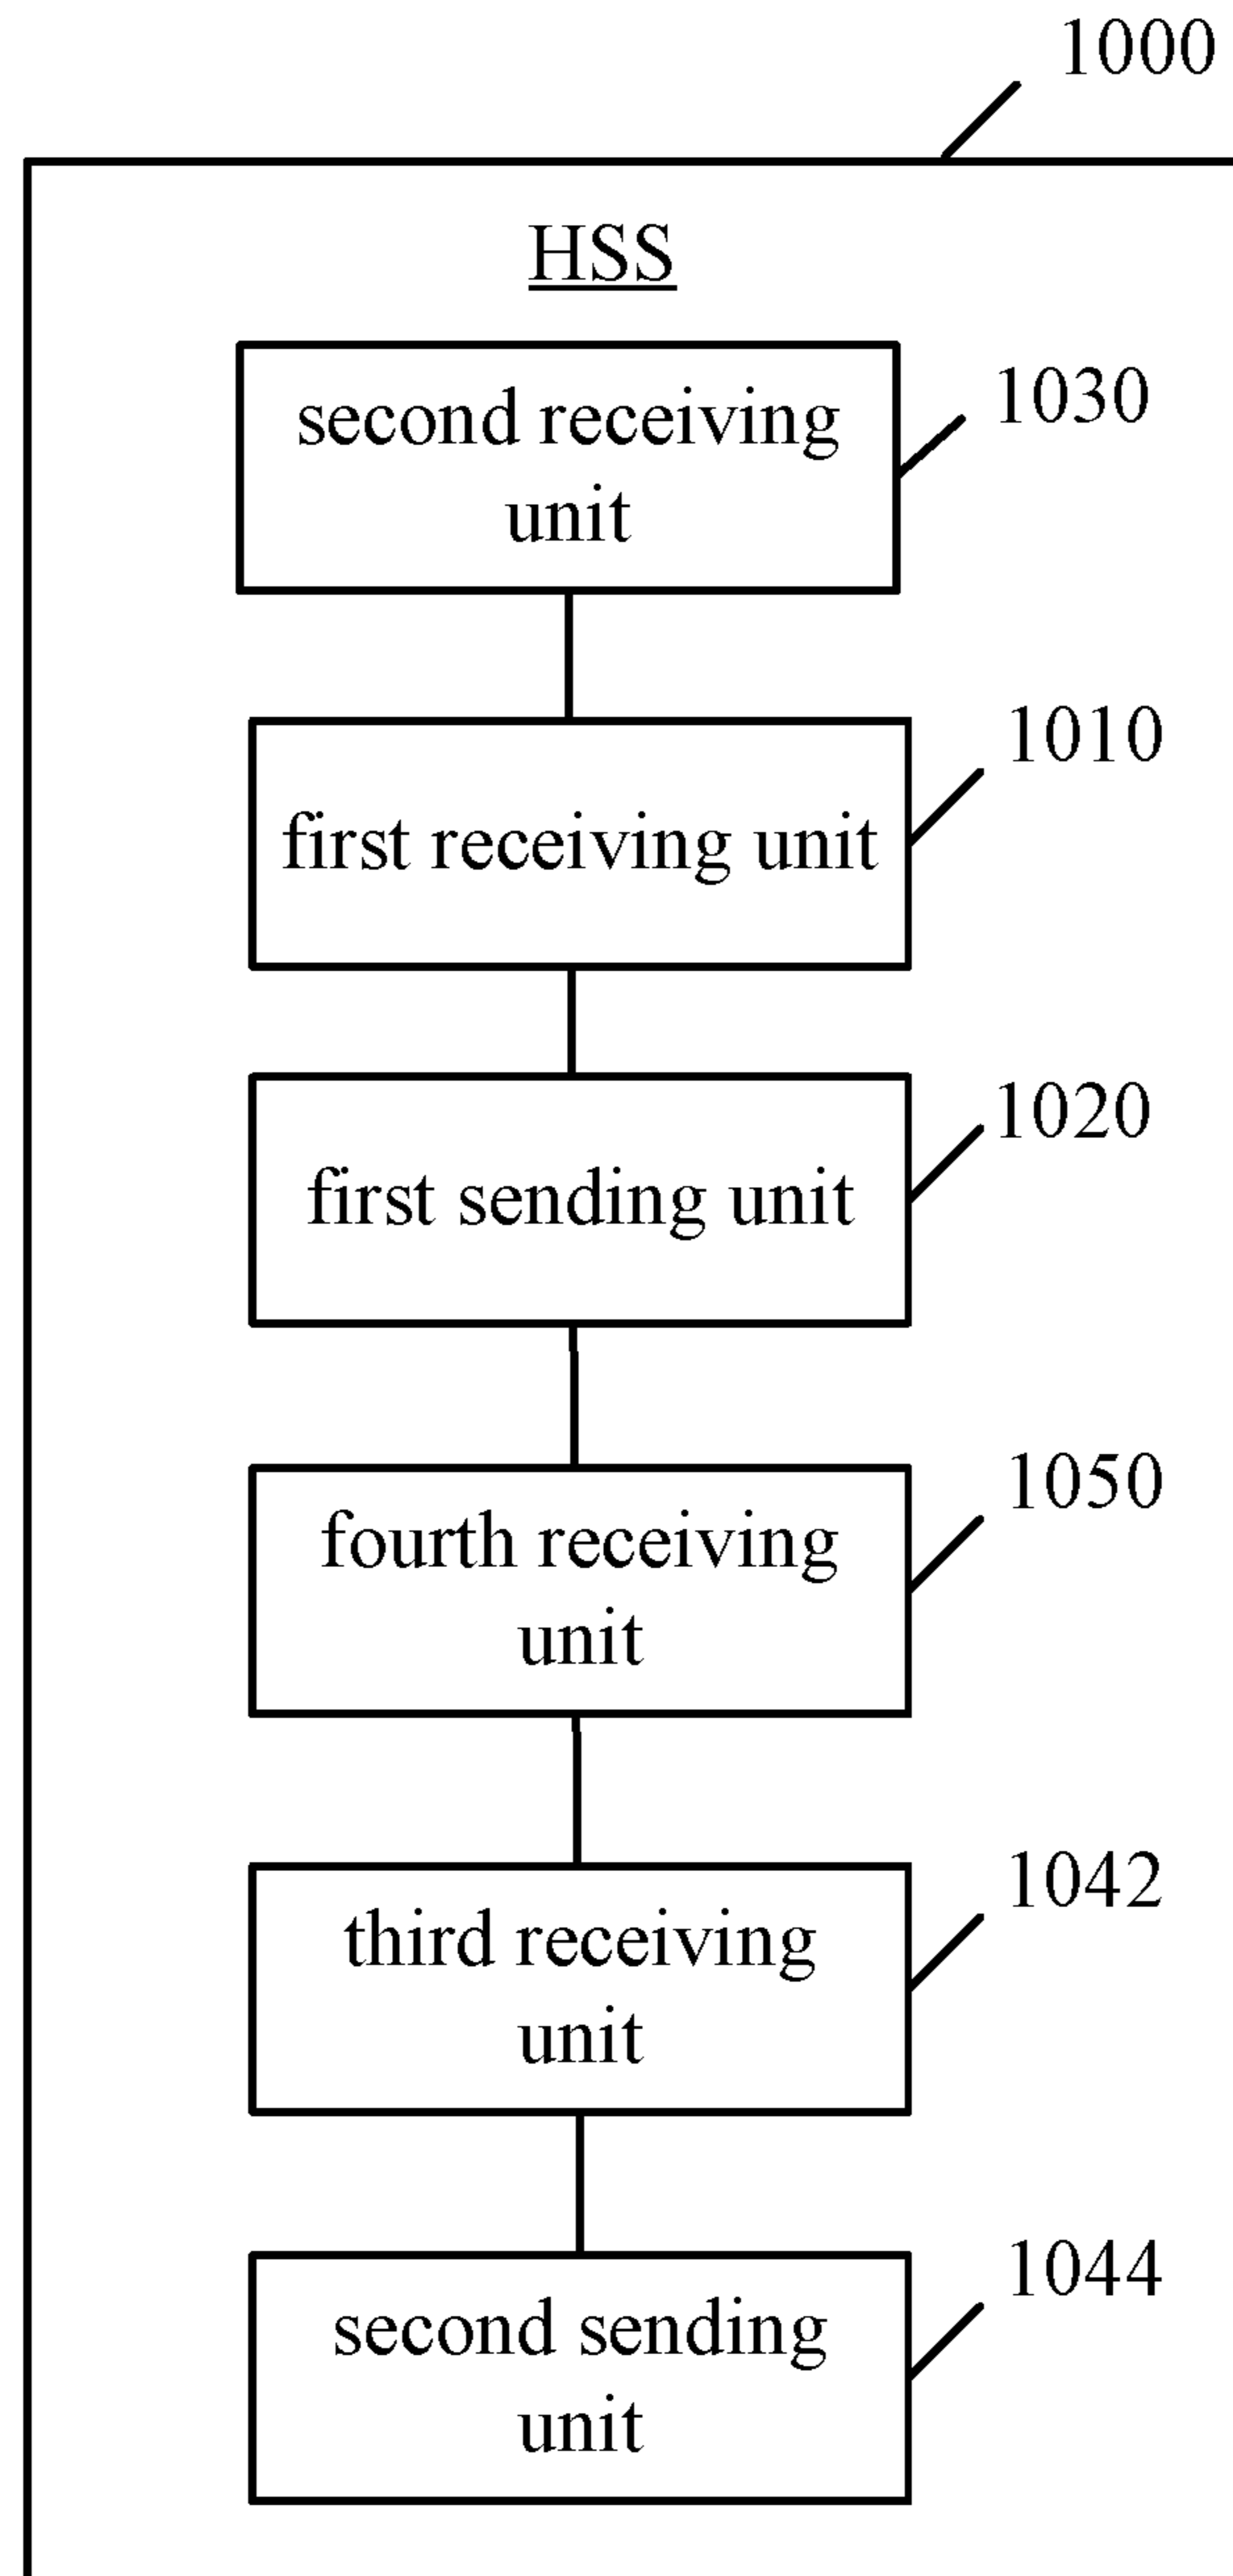 1000
HSS
second receiving
unit
1030
first receiving unit
1010
first sending unit
1020
fourth receiving
unit
1050
third receiving
unit
1042
second sending
unit
1044